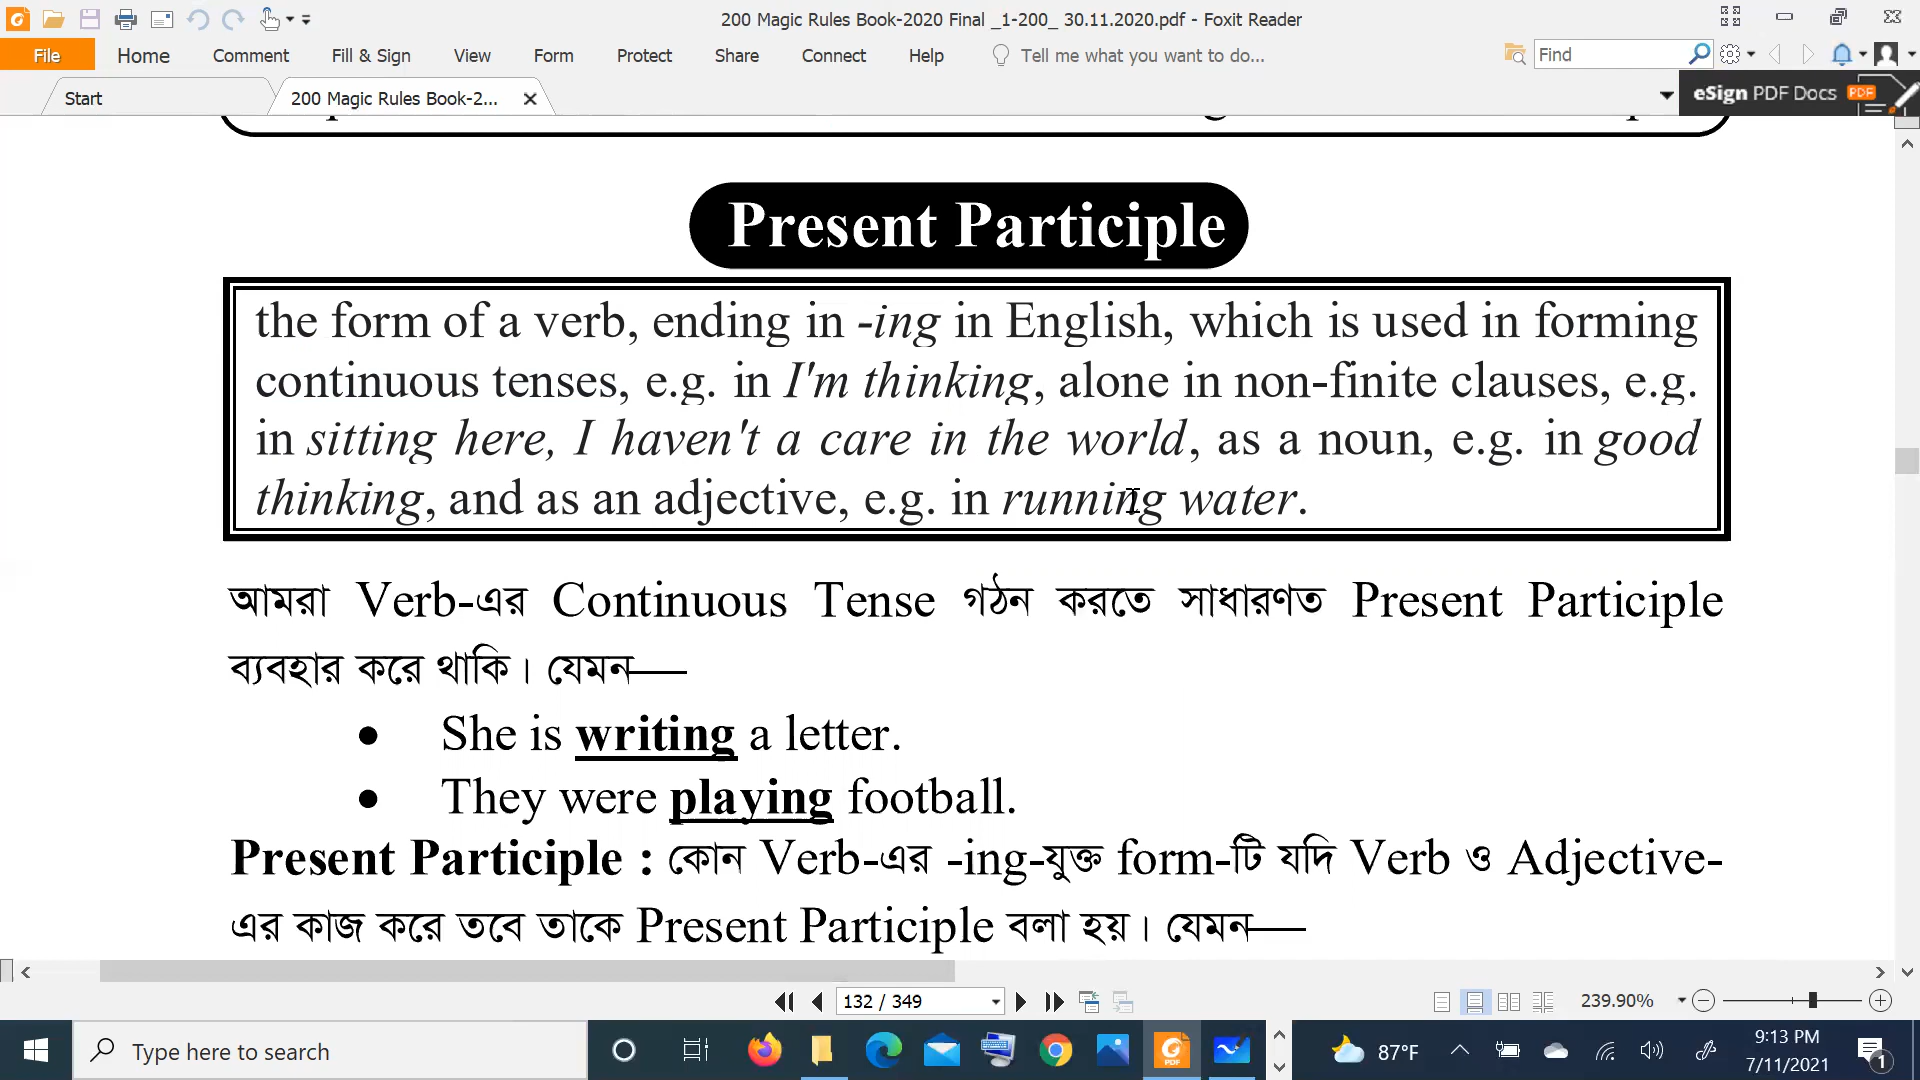 200 Magic Rules Book-2020 Final _1-200_ 30.11.2020.pdf - Foxit Reader
File Home Comment Fill & Sign View Form Protect Share Connect Help Tell me what you want to do... Find
Start 200 Magic Rules Book-2... eSign PDF Docs PDF
Present Participle
the form of a verb, ending in -ing in English, which is used in forming
continuous tenses, e.g. in I'm thinking, alone in non-finite clauses, e.g.
in sitting here, I haven't a care in the world, as a noun, e.g. in good
thinking, and as an adjective, e.g. in running water.
আমরা Verb-এর Continuous Tense গঠন করতে সাধারণত Present Participle
ব্যবহার করে থাকি। যেমন—
• She is writing a letter.
• They were playing football.
Present Participle : কোন Verb-এর -ing-যুক্ত form-টি যদি Verb ও Adjective-
এর কাজ করে তবে তাকে Present Participle বলা হয়। যেমন—
132 / 349 239.90%
Type here to search 87°F 9:13 PM
7/11/2021 1